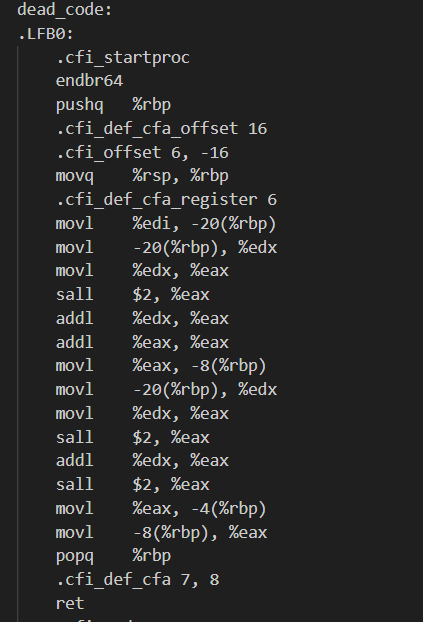 dead_code:
.LFB0:
.cfi_startproc
endbr64
pushq %rbp
.cfi_def_cfa_offset 16
.cfi_offset 6, -16
movq %rsp, %rbp
.cfi_def_cfa_register 6
movl %edi, -20(%rbp)
movl -20(%rbp), %edx
movl %edx, %eax
sall $2, %eax
addl %edx, %eax
addl %eax, %eax
movl %eax, -8(%rbp)
movl -20(%rbp), %edx
movl %edx, %eax
sall $2, %eax
addl %edx, %eax
sall $2, %eax
movl %eax, -4(%rbp)
movl -8(%rbp), %eax
popq %rbp
.cfi_def_cfa 7, 8
ret